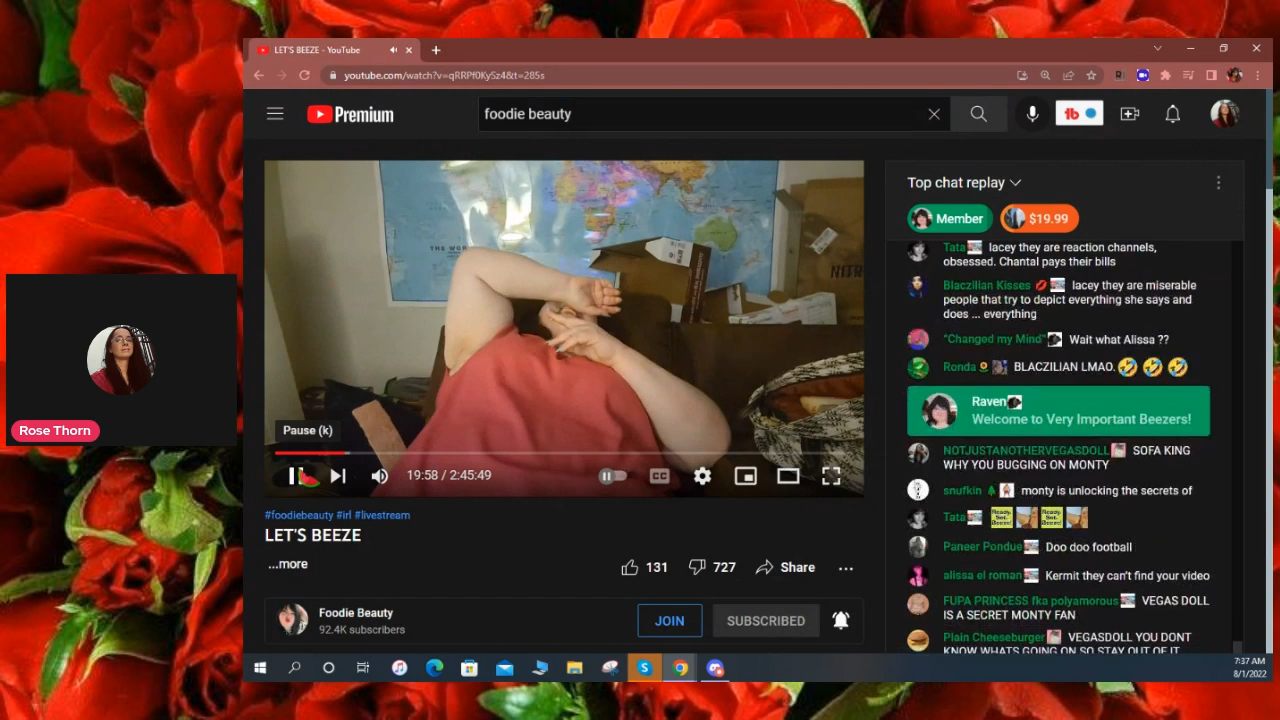 LET'S BEEZE - YouTube
youtube.com/watch?v=qRRPf0KySz4&t=285s
Premium
foodie beauty
Top chat replay
Member
$19.99
Tata lacey they are reaction channels,
obsessed. Chantal pays their bills
Blaczilian Kisses lacey they are miserable
people that try to depict everything she says and
does ... everything
"Changed my Mind" Wait what Alissa ??
Ronda BLACZILIAN LMAO.
Raven
Welcome to Very Important Beezers!
NOTJUSTANOTHERVEGASDOLL SOFA KING
WHY YOU BUGGING ON MONTY
snufkin monty is unlocking the secrets of
Tata
Paneer Pondue Doo doo football
alissa el roman Kermit they can't find your video
FUPA PRINCESS fka polyamorous VEGAS DOLL
IS A SECRET MONTY FAN
Plain Cheeseburger VEGASDOLL YOU DONT
KNOW WHATS GOING ON SO STAY OUT OF IT
THE WOR
NITR
Pause (k)
19:58 / 2:45:49
CC
#foodiebeauty #irl #livestream
LET'S BEEZE
...more
131
727
Share
Foodie Beauty
92.4K subscribers
JOIN
SUBSCRIBED
Rose Thorn
7:37 AM
8/1/2022